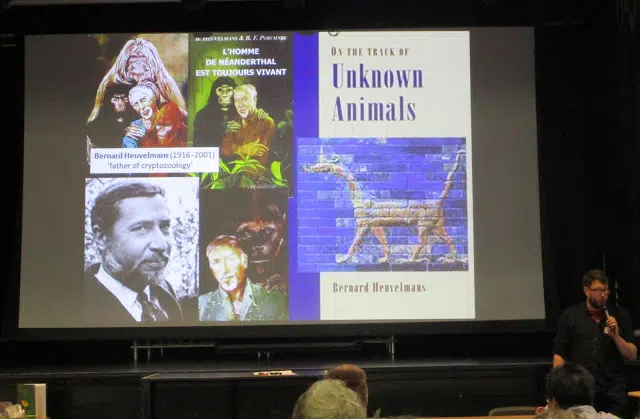 B. HEUVELMANS & B. F. PORCHNEV
L'HOMME
DE NÉANDERTHAL
EST TOUJOURS VIVANT
Bernard Heuvelmans (1916-2001)
'father of cryptozoology'
ON THE TRACK OF
Unknown
Animals
Bernard Heuvelmans